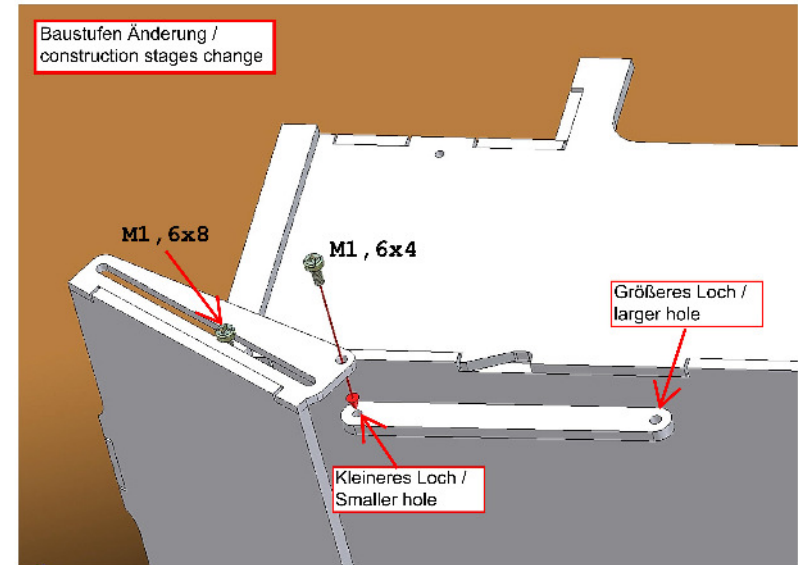 Baustufen Änderung /
construction stages change
M1,6x8
M1,6x4
Größeres Loch /
larger hole
Kleineres Loch /
Smaller hole